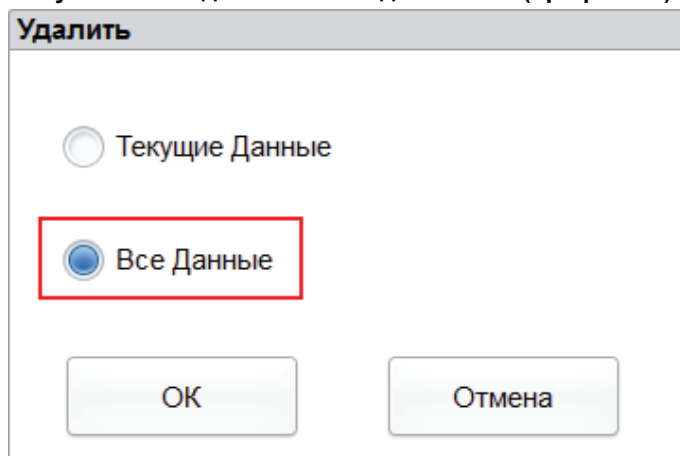 Удалить
Текущие Данные
Все Данные
ОК
Отмена